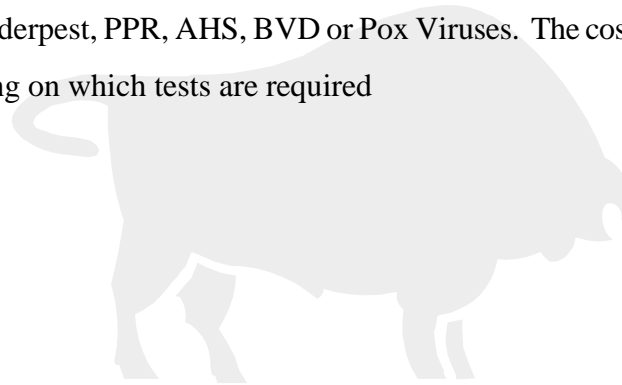 derpest, PPR, AHS, BVD or Pox Viruses. The cos
ng on which tests are required